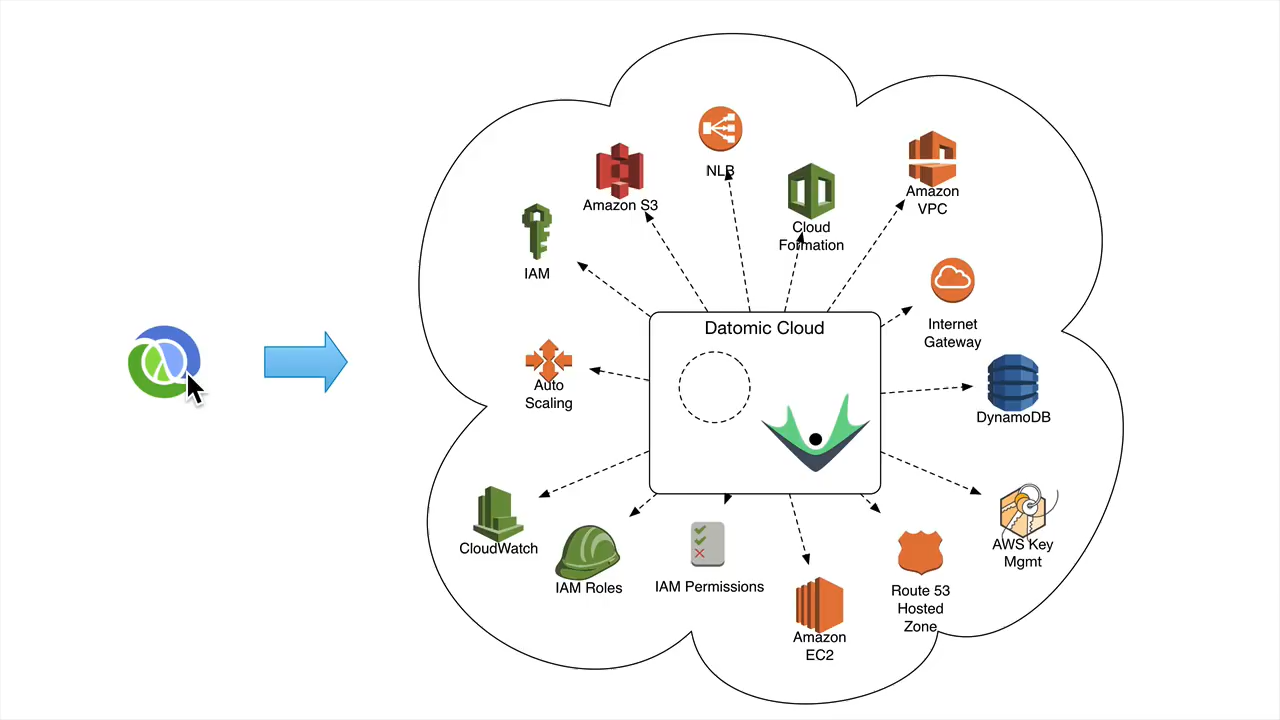 NLB
Amazon S3
Amazon
VPC
Cloud
Formation
IAM
Internet
Gateway
Datomic Cloud
Auto
Scaling
DynamoDB
CloudWatch
IAM Roles
IAM Permissions
AWS Key
Mgmt
Route 53
Hosted
Zone
Amazon
EC2